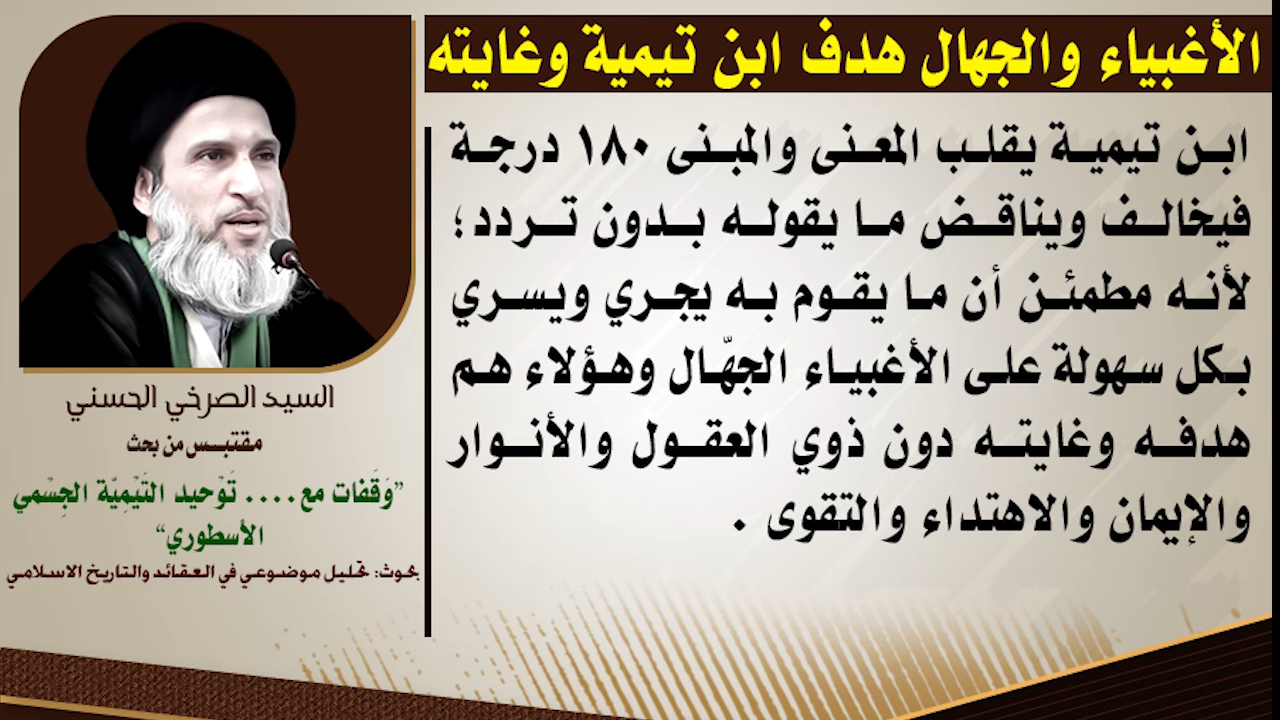 الأغبياء والجهال هدف ابن تيمية وغايته
ابن تيمية يقلب المعنى والمبنى ١٨٠ درجة
فيخالف ويناقض ما يقوله بدون تردد؛
لأنه مطمئن أن ما يقوم به يجري ويسري
بكل سهولة على الأغبياء الجهّال وهؤلاء هم
هدفه وغايته دون ذوي العقول والأنوار
والإيمان والاهتداء والتقوى .
السيد الصرخي الحسني
مقتبس من بحث
"وَقَفات مع.... تَوْحيد التَيْمِيّة الجِسْمي
الأسطوري"
بحوث: تحليل موضوعي في العقائد والتاريخ الاسلامي